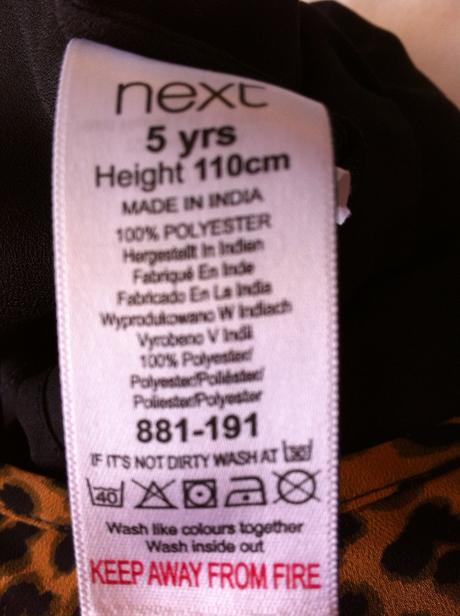 next
5 yrs
Height 110cm
MADE IN INDIA
100% POLYESTER
Hergestellt In Indien
Fabriqué En Inde
Fabricado En La India
Wyprodukowano W Indiach
Vyrobeno V Indii
100% Polyester/
Polyester/Poliéster/
Poliester/Polyester
881-191
IF IT'S NOT DIRTY WASH AT 30
40
Wash like colours together
Wash inside out
KEEP AWAY FROM FIRE